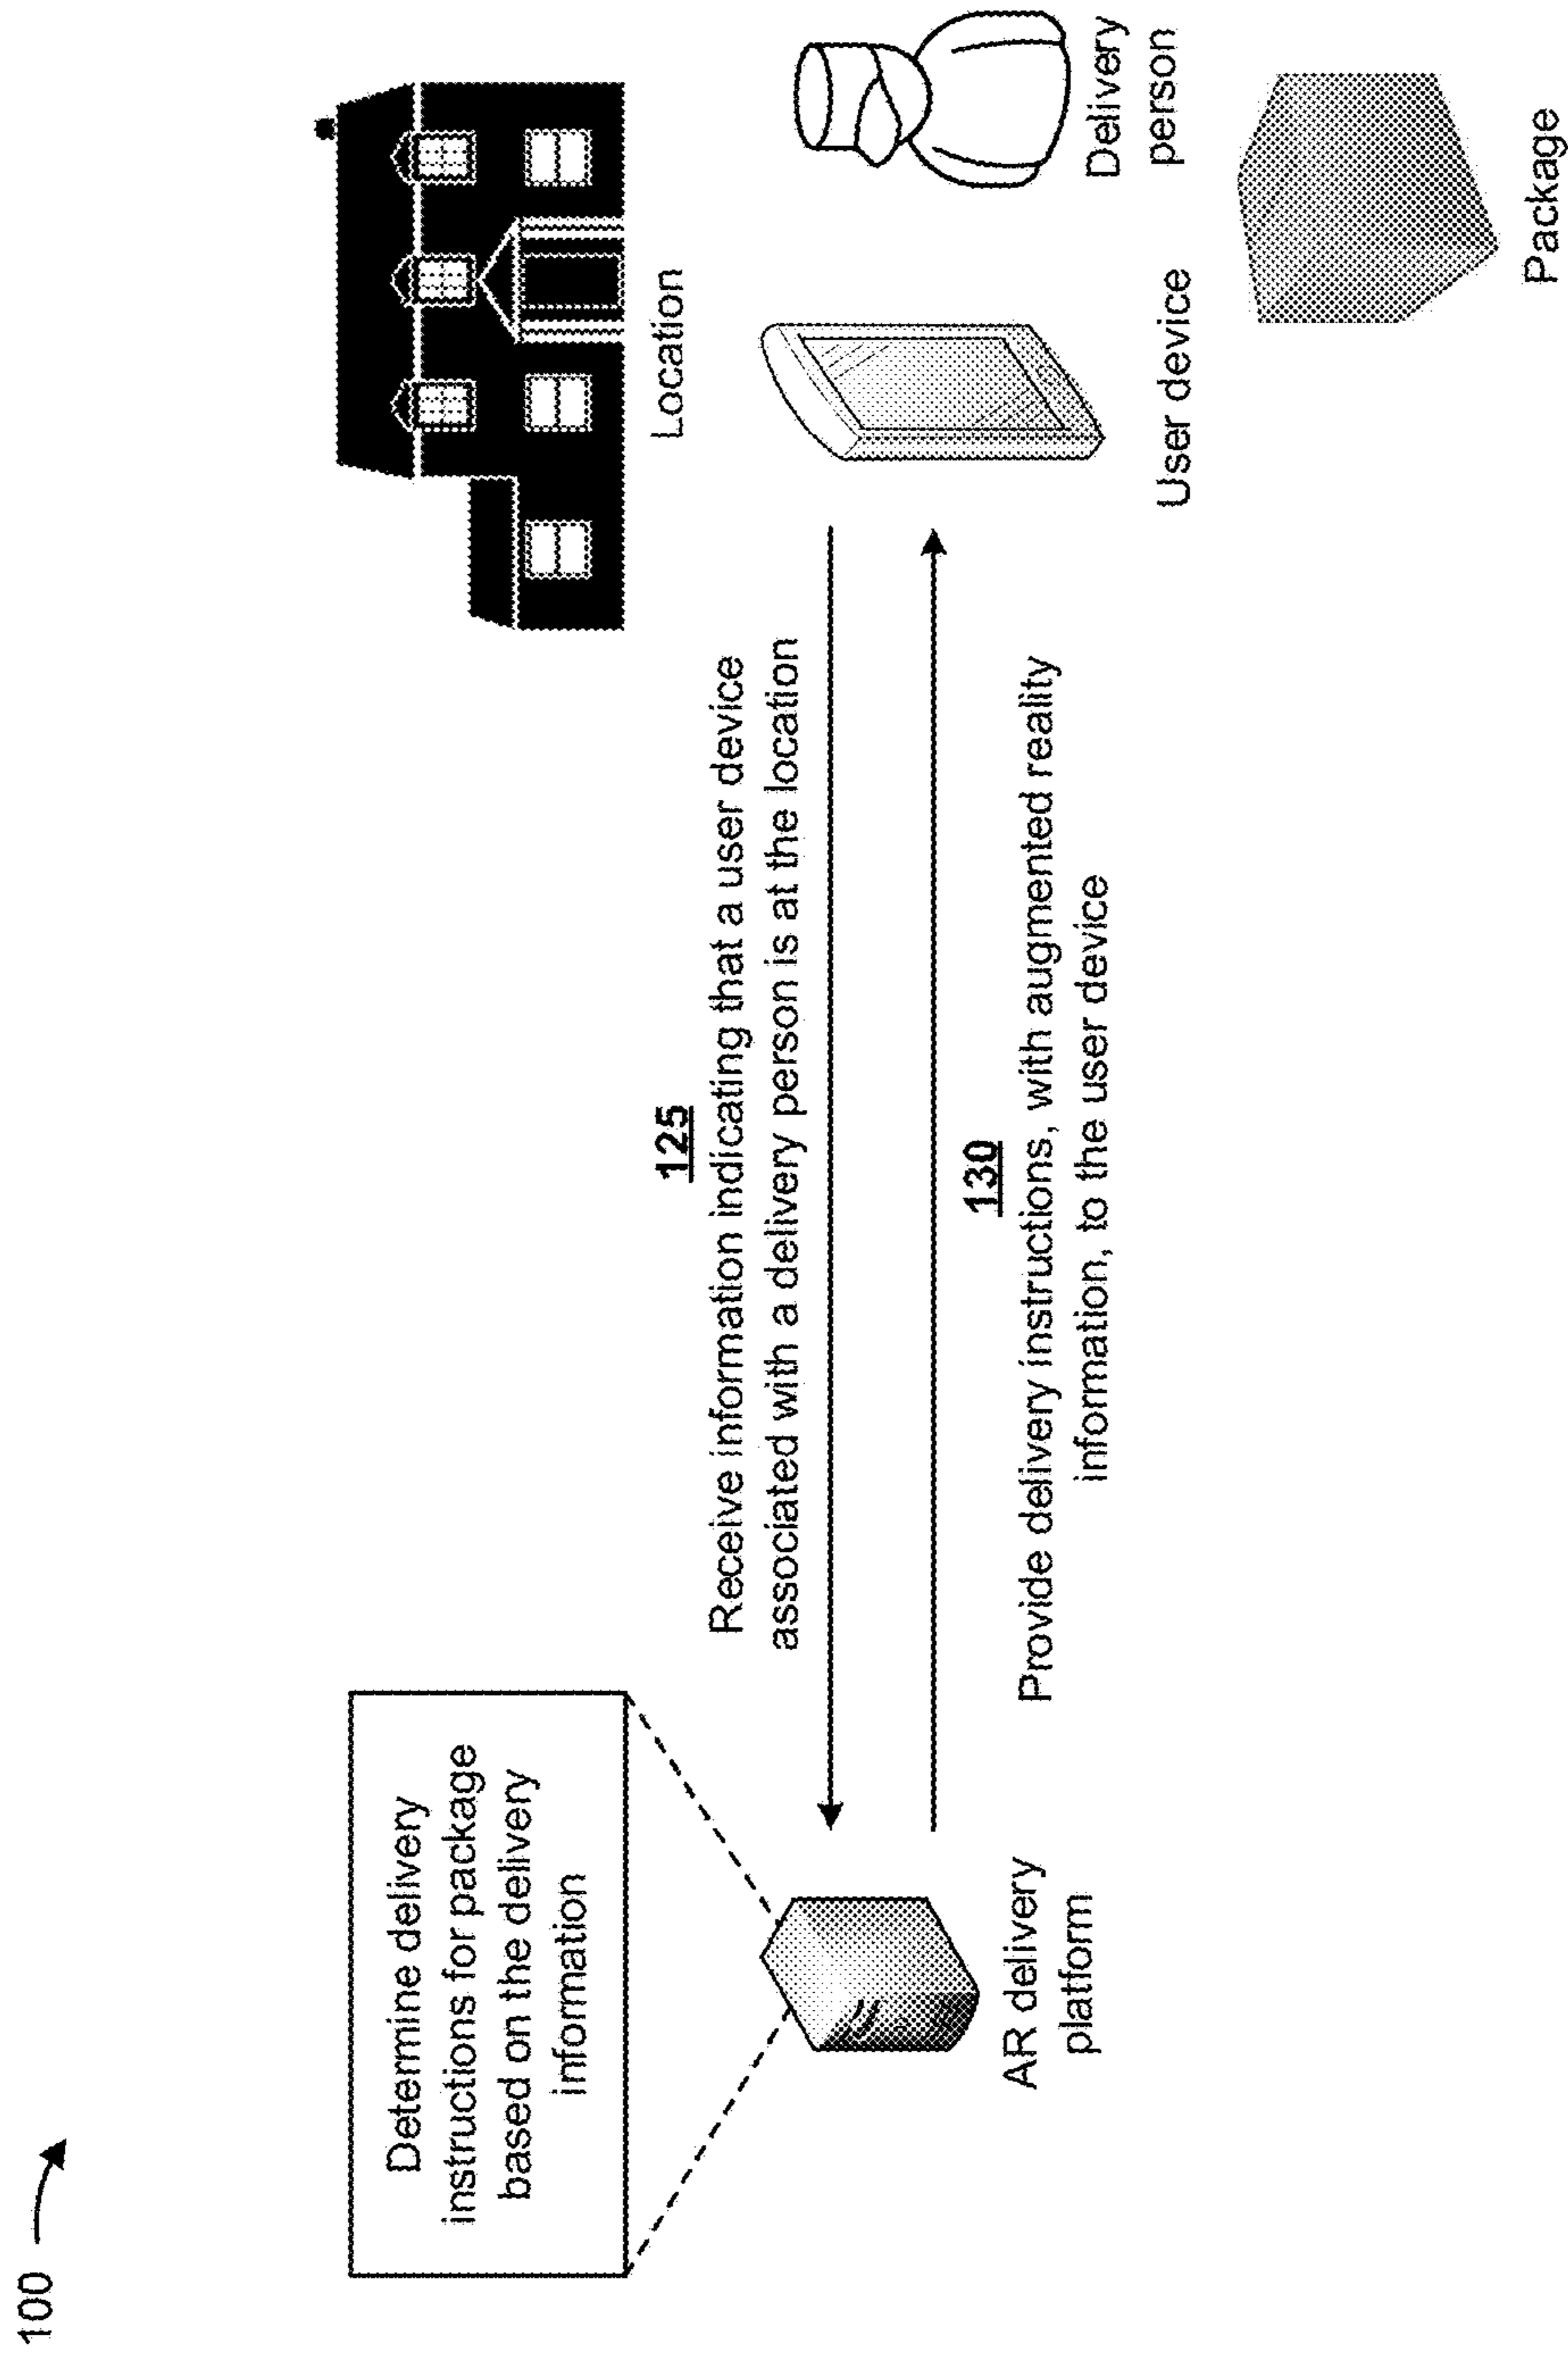 100
Determine delivery
instructions for package
based on the delivery
information
AR delivery
platform
125
Receive information indicating that a user device
associated with a delivery person is at the location
130
Provide delivery instructions, with augmented reality
information, to the user device
Location
User device
Delivery
person
Package